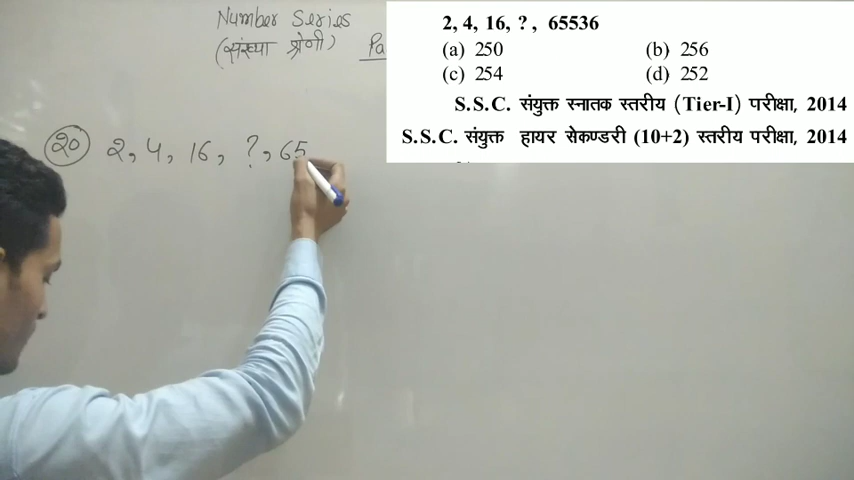 Number Series
(संख्या श्रेणी) Pa
2, 4, 16, ?, 65536
(a) 250 (b) 256
(c) 254 (d) 252
S.S.C. संयुक्त स्नातक स्तरीय (Tier-I) परीक्षा, 2014
S.S.C. संयुक्त हायर सेकण्डरी (10+2) स्तरीय परीक्षा, 2014
20 2, 4, 16, ?, 65